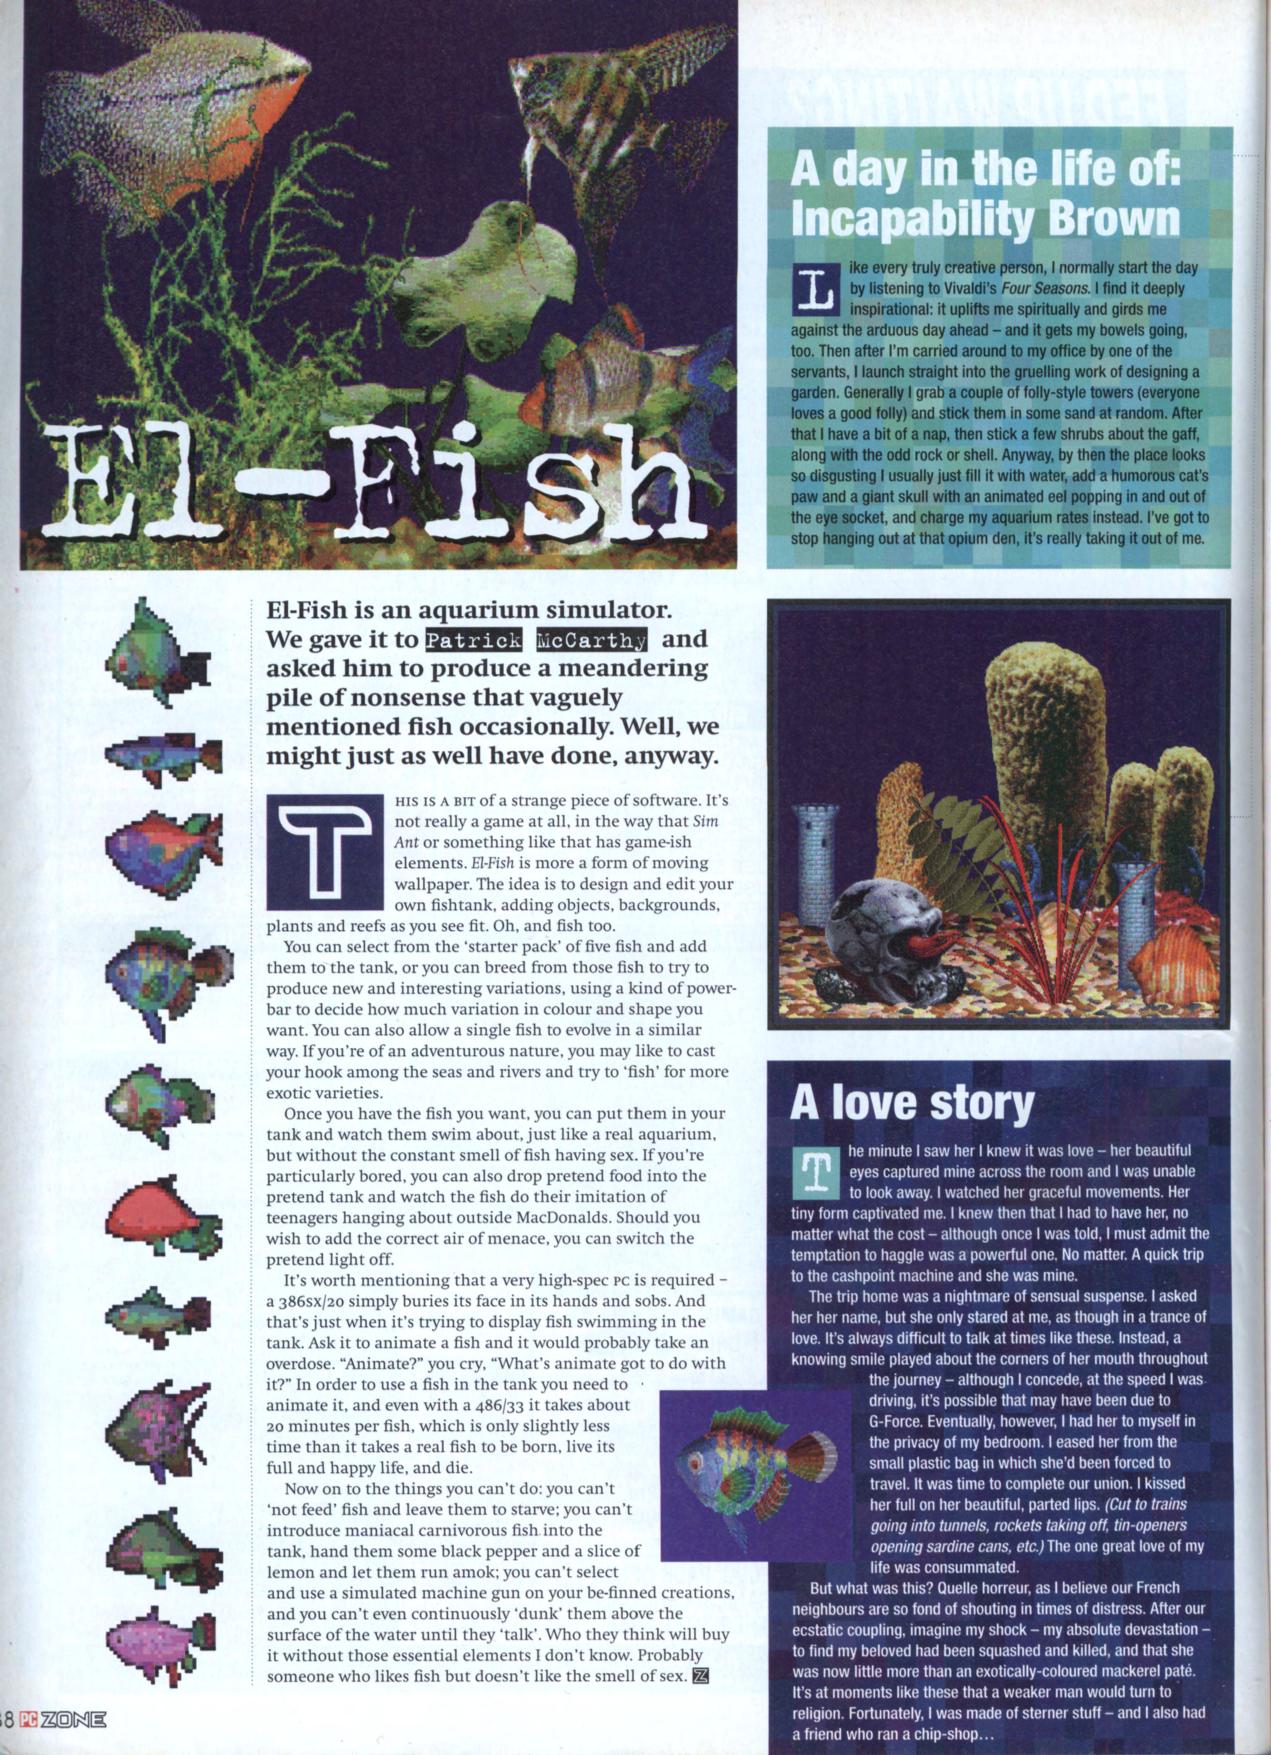 El-Fish
El-Fish is an aquarium simulator.
We gave it to Patrick McCarthy and
asked him to produce a meandering
pile of nonsense that vaguely
mentioned fish occasionally. Well, we
might just as well have done, anyway.
THIS IS A BIT of a strange piece of software. It's
not really a game at all, in the way that Sim
Ant or something like that has game-ish
elements. El-Fish is more a form of moving
wallpaper. The idea is to design and edit your
own fishtank, adding objects, backgrounds,
plants and reefs as you see fit. Oh, and fish too.
You can select from the 'starter pack' of five fish and add
them to the tank, or you can breed from those fish to try to
produce new and interesting variations, using a kind of power-
bar to decide how much variation in colour and shape you
want. You can also allow a single fish to evolve in a similar
way. If you're of an adventurous nature, you may like to cast
your hook among the seas and rivers and try to 'fish' for more
exotic varieties.
Once you have the fish you want, you can put them in your
tank and watch them swim about, just like a real aquarium,
but without the constant smell of fish having sex. If you're
particularly bored, you can also drop pretend food into the
pretend tank and watch the fish do their imitation of
teenagers hanging about outside MacDonalds. Should you
wish to add the correct air of menace, you can switch the
pretend light off.
It's worth mentioning that a very high-spec PC is required –
a 386SX/20 simply buries its face in its hands and sobs. And
that's just when it's trying to display fish swimming in the
tank. Ask it to animate a fish and it would probably take an
overdose. “Animate?” you cry, “What's animate got to do with
it?” In order to use a fish in the tank you need to
animate it, and even with a 486/33 it takes about
20 minutes per fish, which is only slightly less
time than it takes a real fish to be born, live its
full and happy life, and die.
Now on to the things you can't do: you can't
'not feed' fish and leave them to starve; you can't
introduce maniacal carnivorous fish into the
tank, hand them some black pepper and a slice of
lemon and let them run amok; you can't select
and use a simulated machine gun on your be-finned creations,
and you can't even continuously 'dunk' them above the
surface of the water until they 'talk'. Who they think will buy
it without those essential elements I don't know. Probably
someone who likes fish but doesn't like the smell of sex. Z
A day in the life of:
Incapability Brown
Like every truly creative person, I normally start the day
by listening to Vivaldi's Four Seasons. I find it deeply
inspirational: it uplifts me spiritually and girds me
against the arduous day ahead – and it gets my bowels going,
too. Then after I'm carried around to my office by one of the
servants, I launch straight into the gruelling work of designing a
garden. Generally I grab a couple of folly-style towers (everyone
loves a good folly) and stick them in some sand at random. After
that I have a bit of a nap, then stick a few shrubs about the gaff,
along with the odd rock or shell. Anyway, by then the place looks
so disgusting I usually just fill it with water, add a humorous cat's
paw and a giant skull with an animated eel popping in and out of
the eye socket, and charge my aquarium rates instead. I've got to
stop hanging out at that opium den, it's really taking it out of me.
A love story
The minute I saw her I knew it was love – her beautiful
eyes captured mine across the room and I was unable
to look away. I watched her graceful movements. Her
tiny form captivated me. I knew then that I had to have her, no
matter what the cost – although once I was told, I must admit the
temptation to haggle was a powerful one. No matter. A quick trip
to the cashpoint machine and she was mine.
The trip home was a nightmare of sensual suspense. I asked
her her name, but she only stared at me, as though in a trance of
love. It's always difficult to talk at times like these. Instead, a
knowing smile played about the corners of her mouth throughout
the journey – although I concede, at the speed I was
driving, it's possible that may have been due to
G-Force. Eventually, however, I had her to myself in
the privacy of my bedroom. I eased her from the
small plastic bag in which she'd been forced to
travel. It was time to complete our union. I kissed
her full on her beautiful, parted lips. (Cut to trains
going into tunnels, rockets taking off, tin-openers
opening sardine cans, etc.) The one great love of my
life was consummated.
But what was this? Quelle horreur, as I believe our French
neighbours are so fond of shouting in times of distress. After our
ecstatic coupling, imagine my shock – my absolute devastation –
to find my beloved had been squashed and killed, and that she
was now little more than an exotically-coloured mackerel paté.
It's at moments like these that a weaker man would turn to
religion. Fortunately, I was made of sterner stuff – and I also had
a friend who ran a chip-shop…
8 PC ZONE